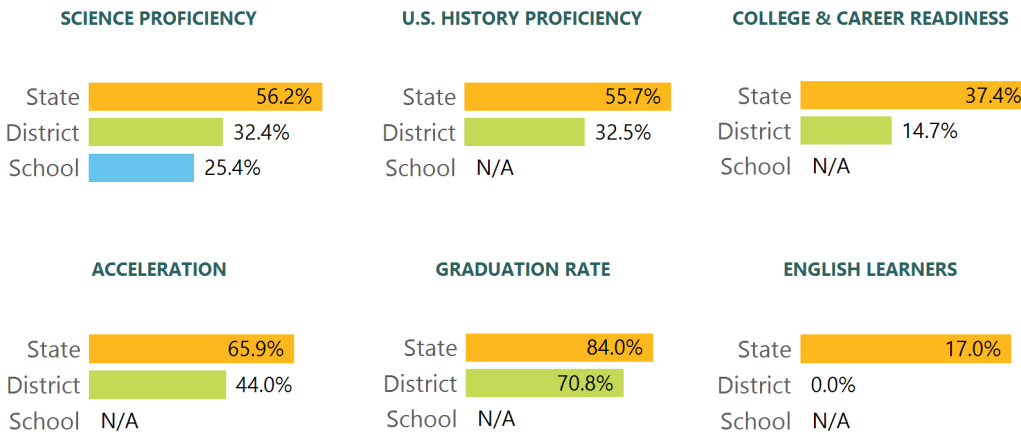 SCIENCE PROFICIENCY
State 56.2%
District 32.4%
School 25.4%
U.S. HISTORY PROFICIENCY
State 55.7%
District 32.5%
School N/A
COLLEGE & CAREER READINESS
State 37.4%
District 14.7%
School N/A
ACCELERATION
State 65.9%
District 44.0%
School N/A
GRADUATION RATE
State 84.0%
District 70.8%
School N/A
ENGLISH LEARNERS
State 17.0%
District 0.0%
School N/A